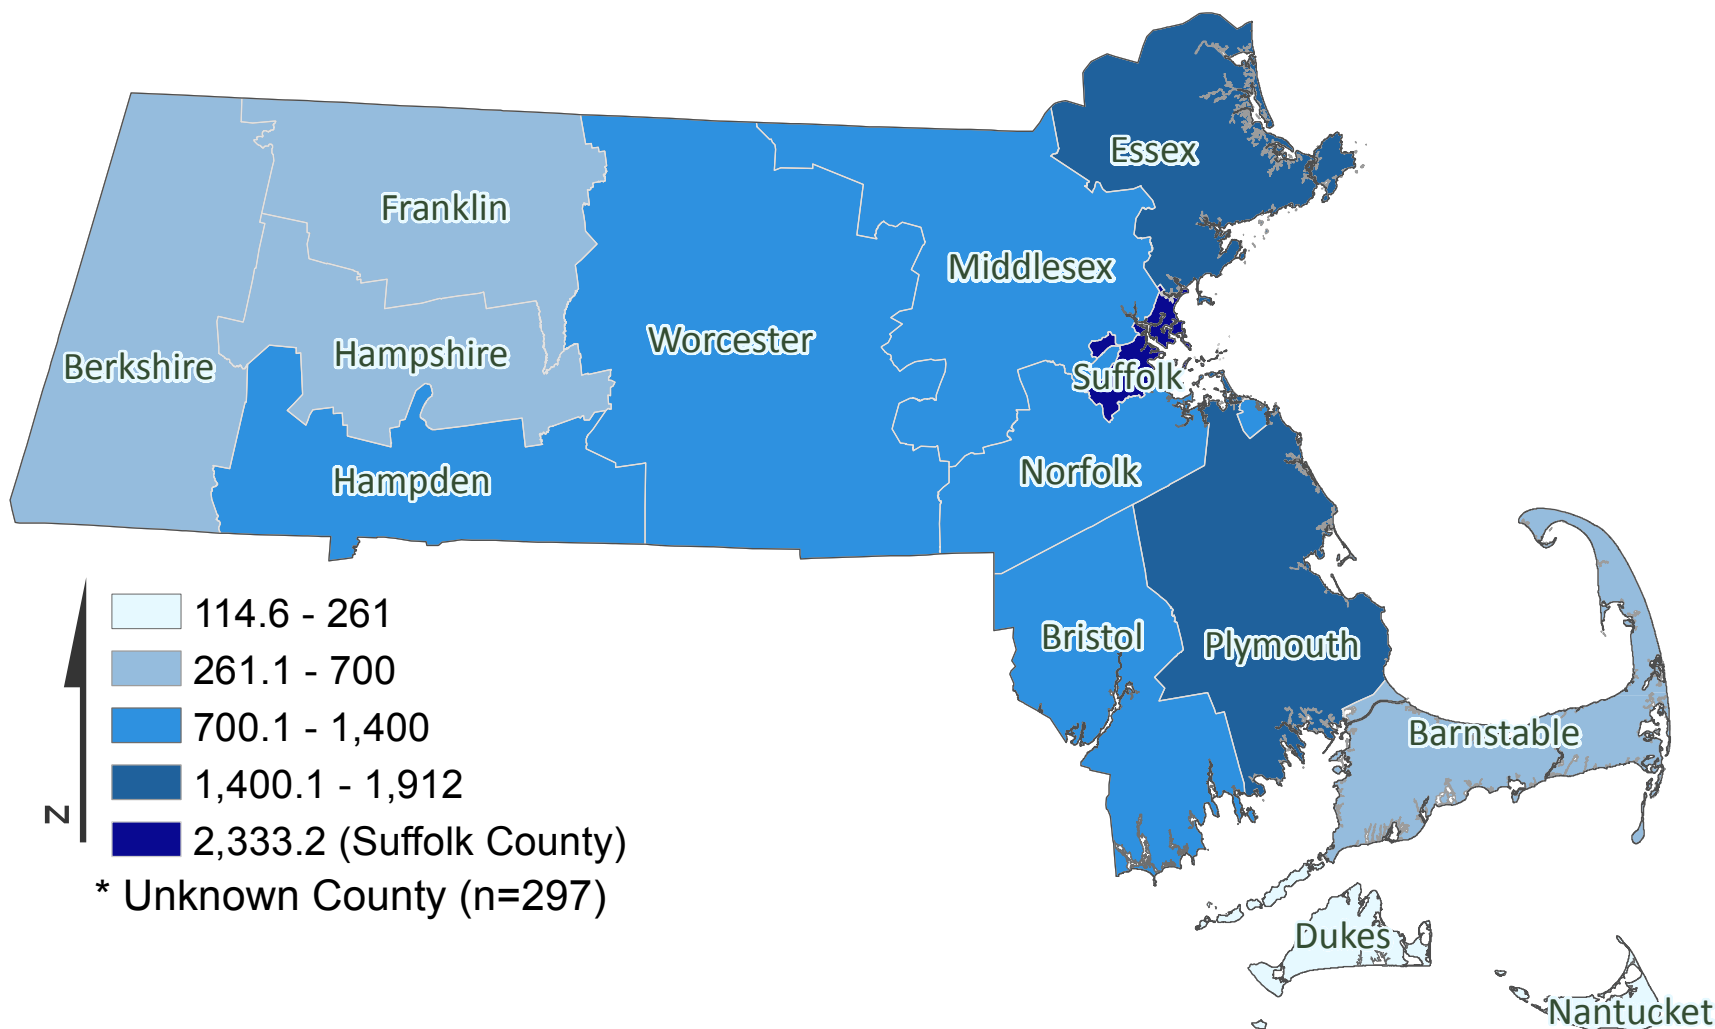 Essex
Franklin
Middlesex
Worcester
Hampshire
Berkshire
Suffolk
Norfolk
Hampden
Bristol
Plymouth
Barnstable
Dukes
Nantucket
114.6 - 261
261.1 - 700
700.1 - 1,400
1,400.1 - 1,912
2,333.2 (Suffolk County)
* Unknown County (n=297)
N